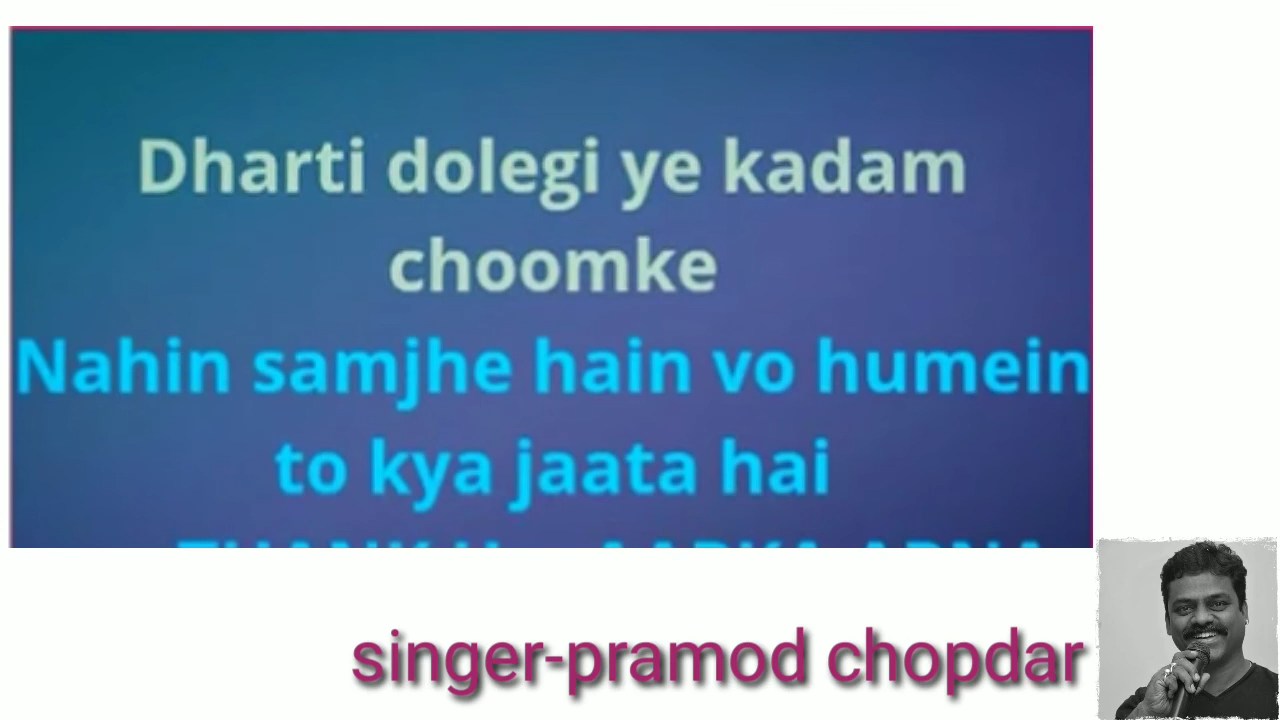 Dharti dolegi ye kadam
choomke
Nahin samjhe hain vo humein
to kya jaata hai
singer-pramod chopdar